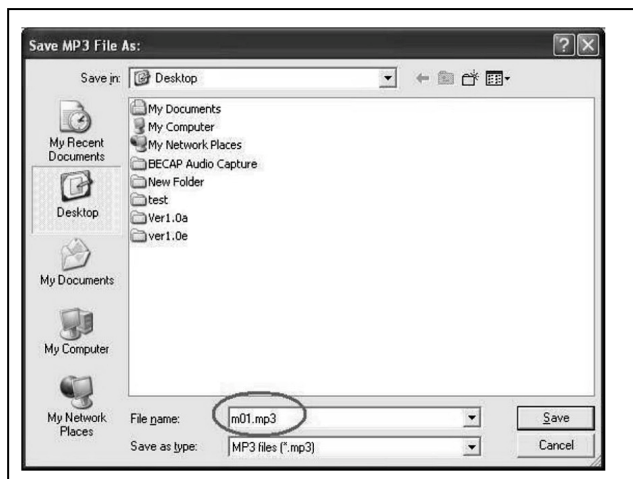 Save MP3 File As:
Save in:
Desktop
My Recent
Documents
Desktop
My Documents
My Computer
My Network
Places
My Documents
My Computer
My Network Places
BECAP Audio Capture
New Folder
test
Ver1.0a
ver1.0e
File name:
m01.mp3
Save
Save as type:
MP3 files (*.mp3)
Cancel